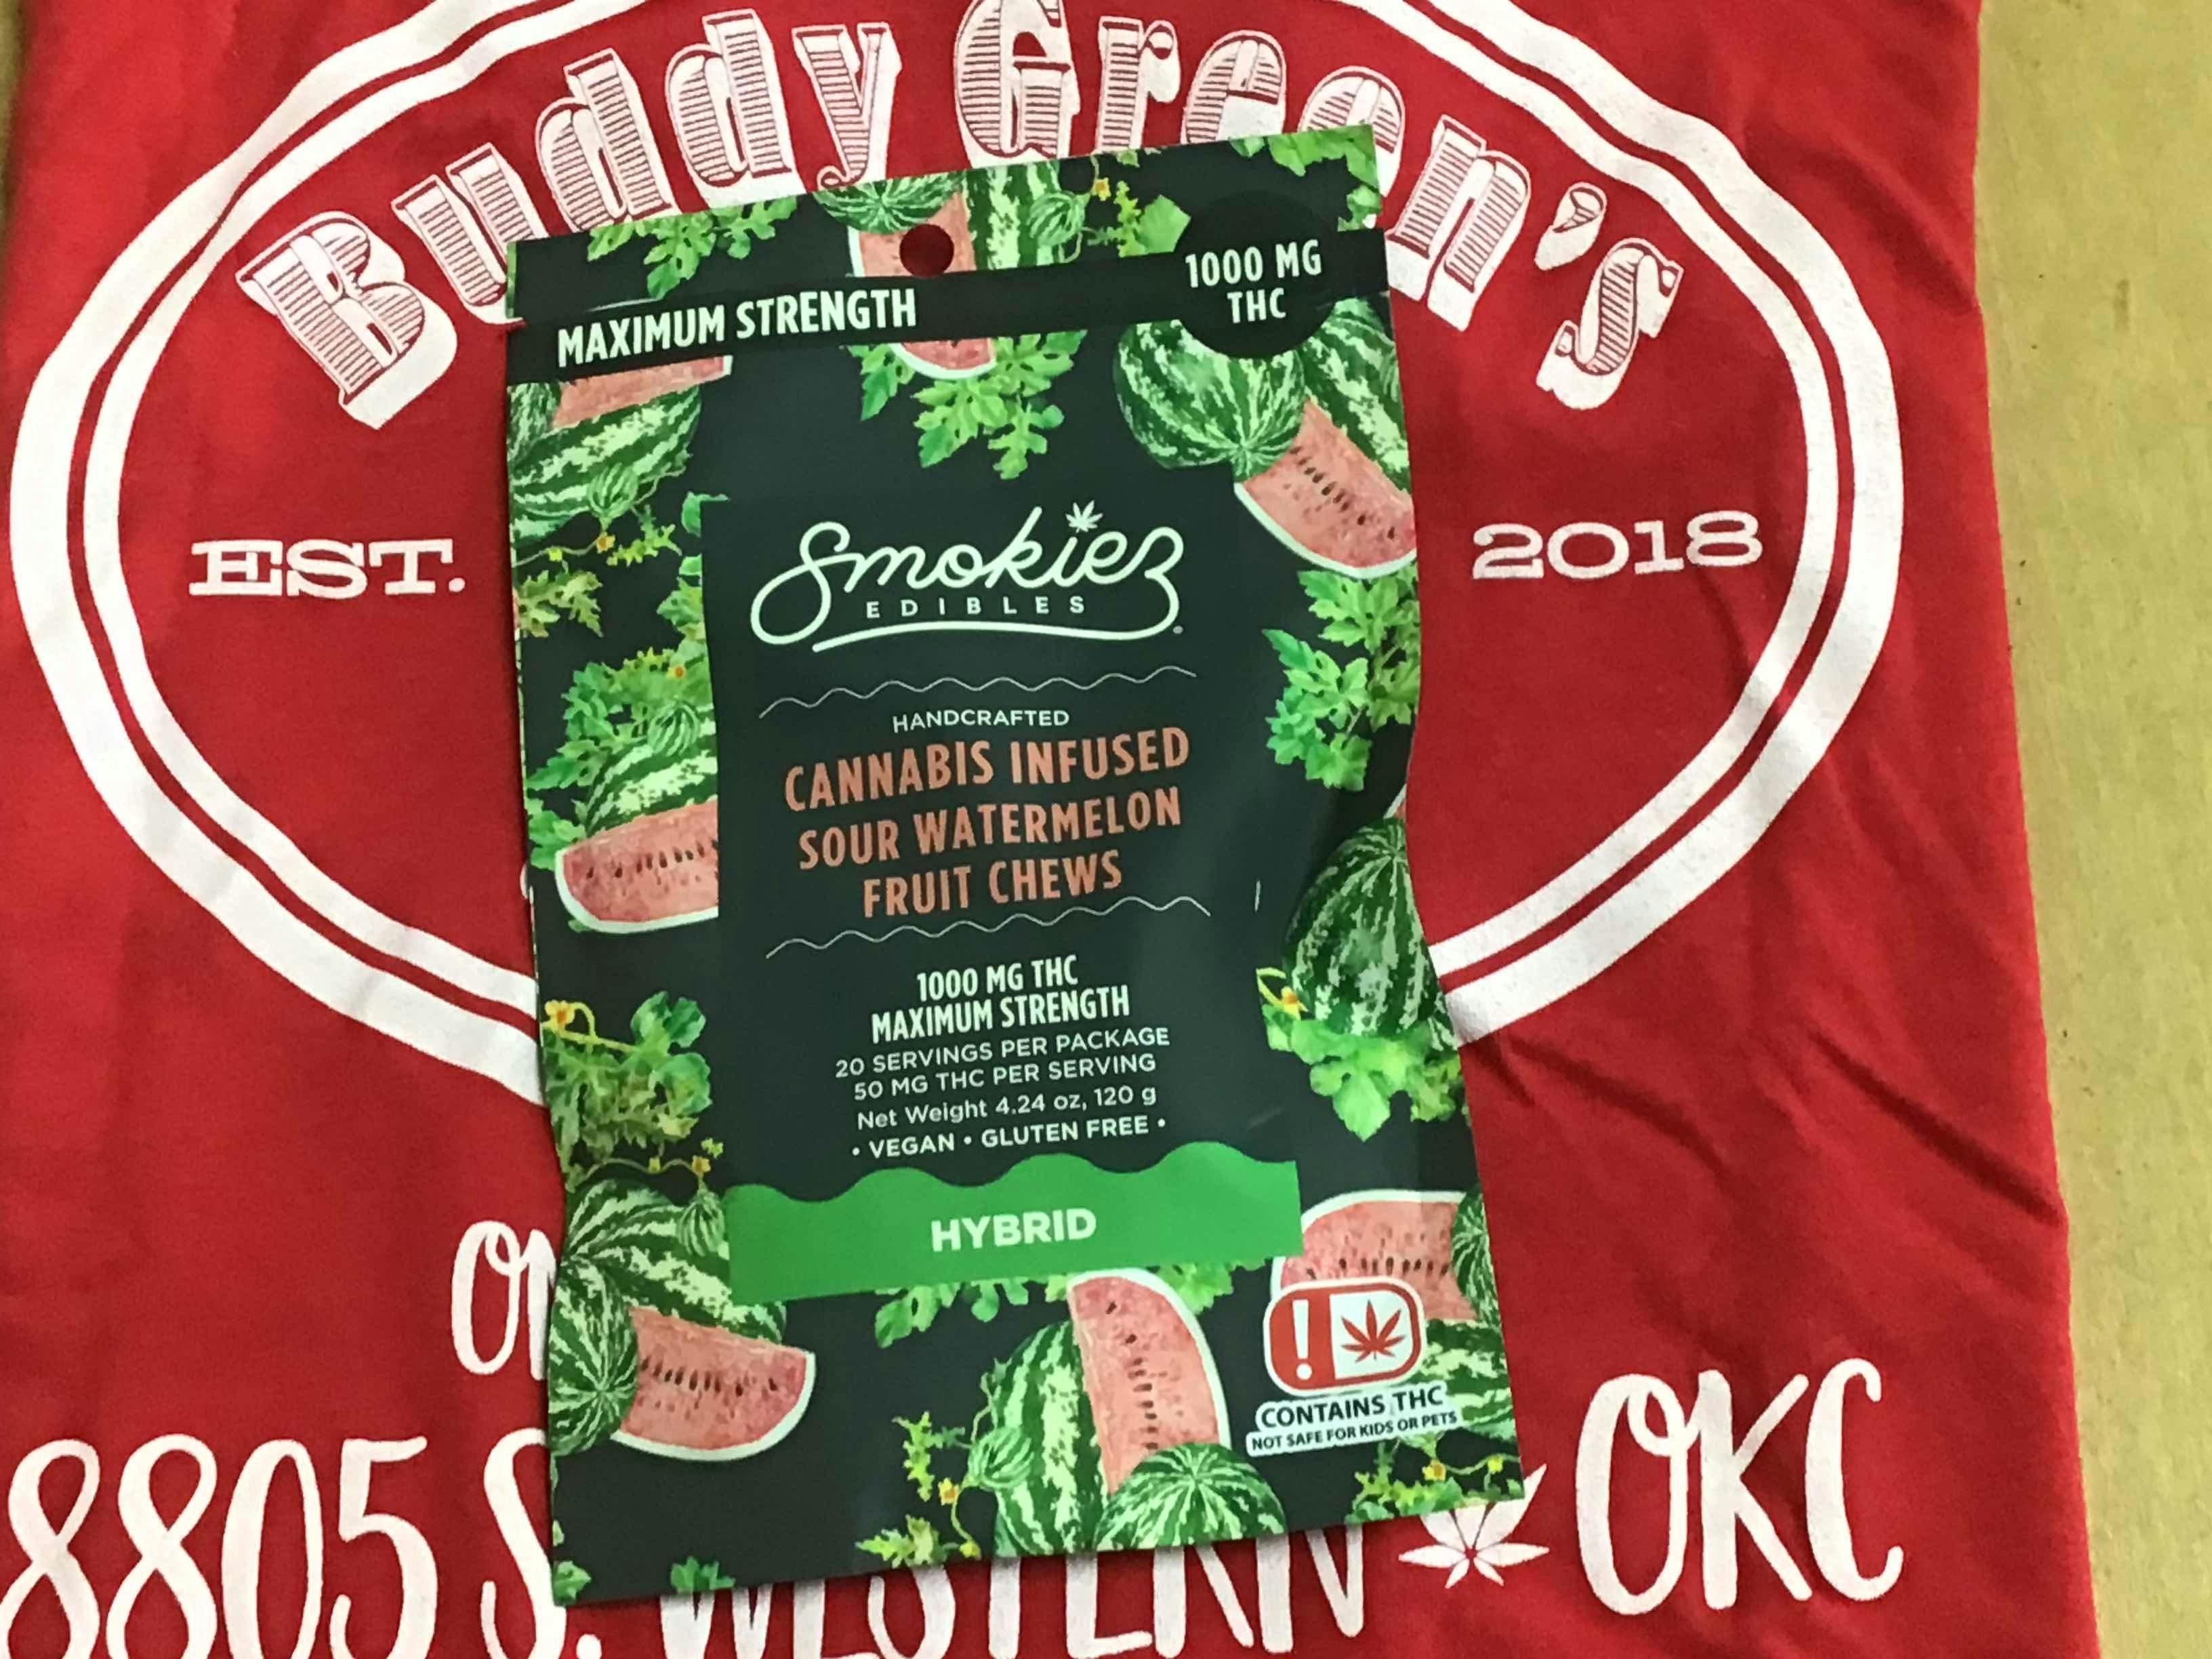 Buddy Green's
EST.
2018
MAXIMUM STRENGTH
1000 MG
THC
Smokiez
EDIBLES
HANDCRAFTED
CANNABIS INFUSED
SOUR WATERMELON
FRUIT CHEWS
1000 MG THC
MAXIMUM STRENGTH
20 SERVINGS PER PACKAGE
50 MG THC PER SERVING
Net Weight 4.24 oz, 120 g
• VEGAN • GLUTEN FREE •
HYBRID
!
CONTAINS THC
NOT SAFE FOR KIDS OR PETS
8805 S. WESTERN OKC